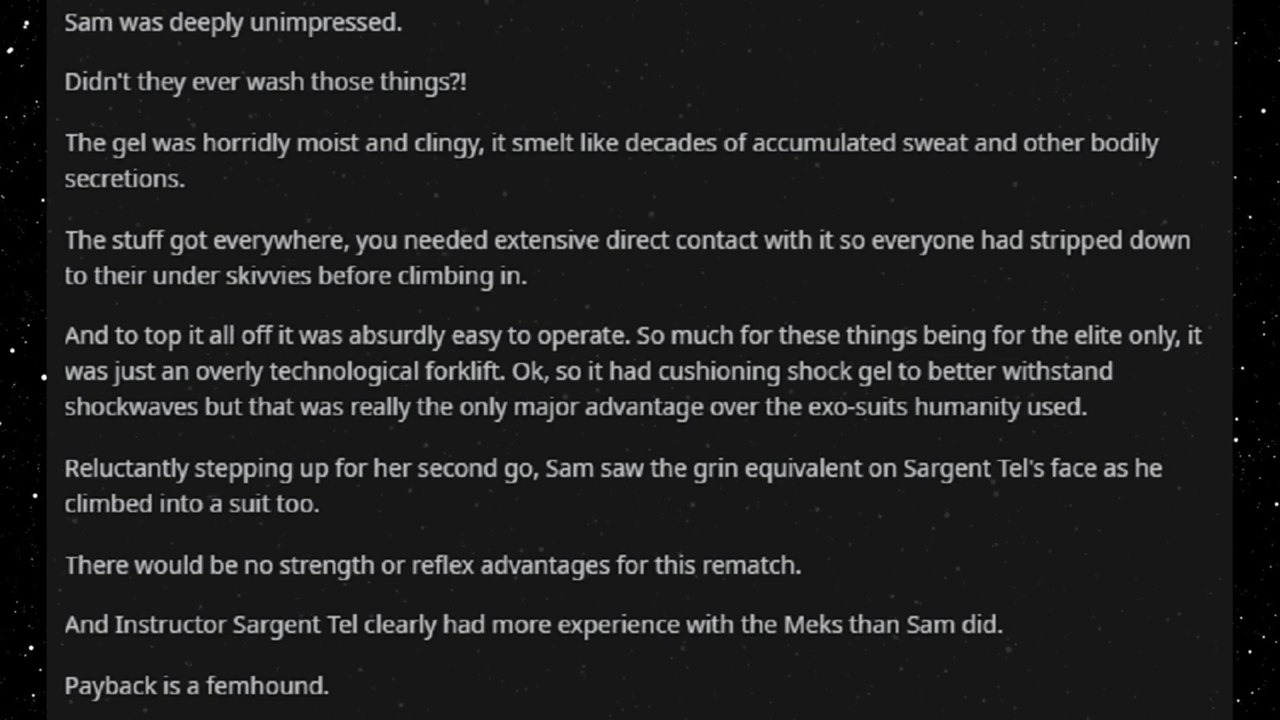 Sam was deeply unimpressed.
Didn't they ever wash those things?!
The gel was horridly moist and clingy, it smelt like decades of accumulated sweat and other bodily
secretions.
The stuff got everywhere, you needed extensive direct contact with it so everyone had stripped down
to their under skivvies before climbing in.
And to top it all off it was absurdly easy to operate. So much for these things being for the elite only, it
was just an overly technological forklift. Ok, so it had cushioning shock gel to better withstand
shockwaves but that was really the only major advantage over the exo-suits humanity used.
Reluctantly stepping up for her second go, Sam saw the grin equivalent on Sargent Tel's face as he
climbed into a suit too.
There would be no strength or reflex advantages for this rematch.
And Instructor Sargent Tel clearly had more experience with the Meks than Sam did.
Payback is a femhound.